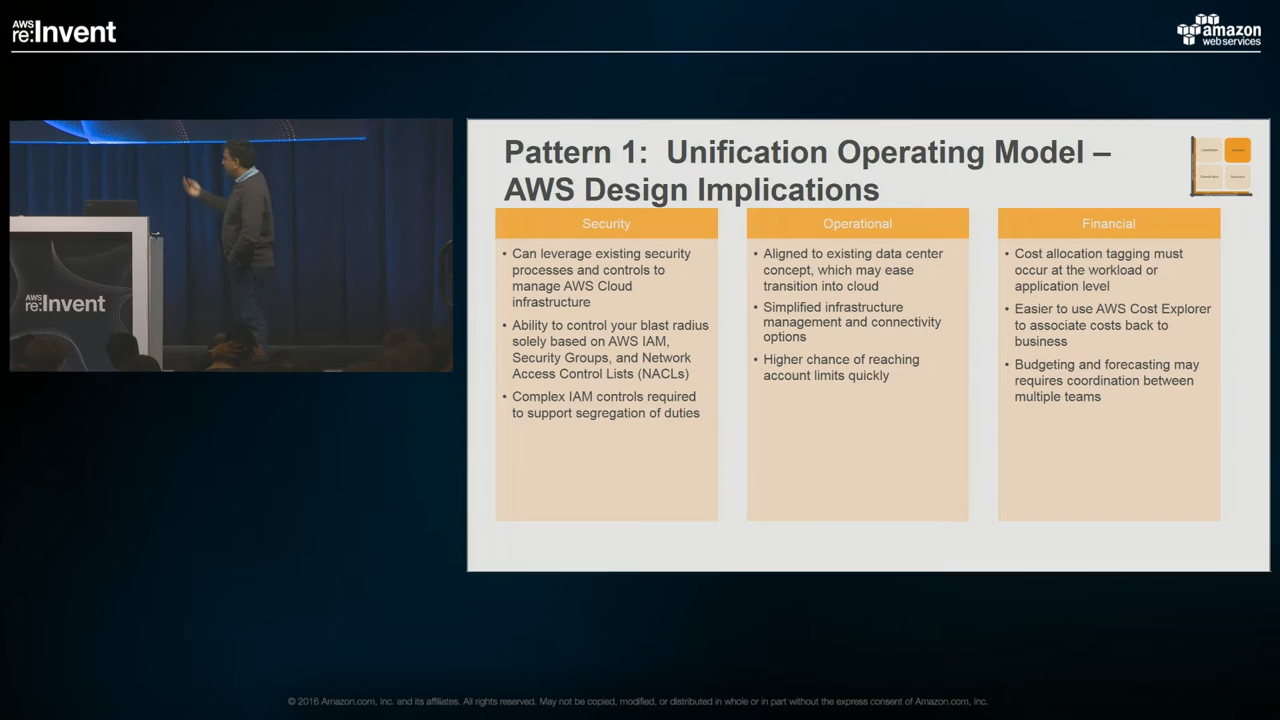 AWS
re:Invent
amazon
web services
AWS
re:Invent
Pattern 1: Unification Operating Model –
AWS Design Implications
Security
• Can leverage existing security
processes and controls to
manage AWS Cloud
infrastructure
• Ability to control your blast radius
solely based on AWS IAM,
Security Groups, and Network
Access Control Lists (NACLs)
• Complex IAM controls required
to support segregation of duties
Operational
• Aligned to existing data center
concept, which may ease
transition into cloud
• Simplified infrastructure
management and connectivity
options
• Higher chance of reaching
account limits quickly
Financial
• Cost allocation tagging must
occur at the workload or
application level
• Easier to use AWS Cost Explorer
to associate costs back to
business
• Budgeting and forecasting may
requires coordination between
multiple teams
© 2016 Amazon.com, Inc. and its affiliates. All rights reserved. May not be copied, modified, or distributed in whole or in part without the express consent of Amazon.com, Inc.